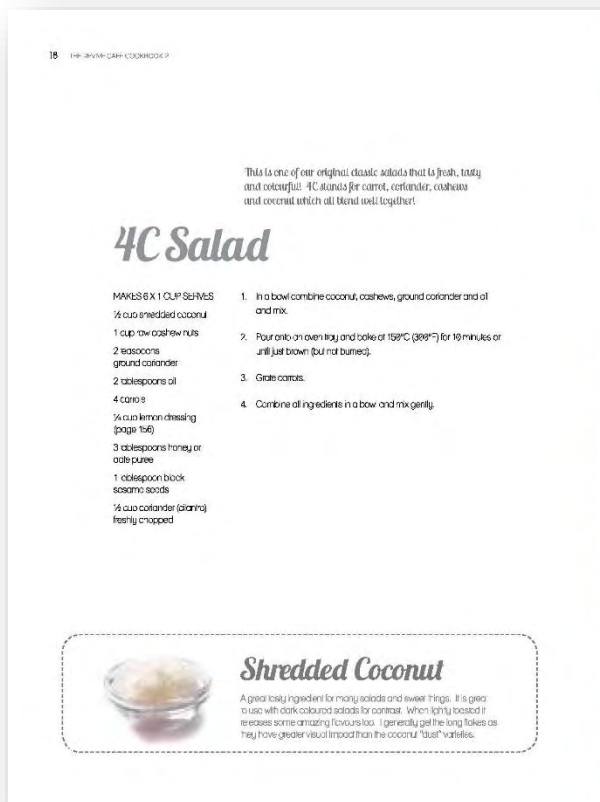 18 THE REVIVE CAFE COOKBOOK 2
This is one of our original classic salads that is fresh, tasty
and colourful! 4C stands for carrot, coriander, cashews
and coconut which all blend well together!
4C Salad
MAKES 6 X 1 CUP SERVES
½ cup shredded coconut
1 cup raw cashew nuts
2 teaspoons
ground coriander
2 tablespoons oil
4 carrots
cup lemon dressing
(page 156)
3 tablespoons honey or
date puree
1 tablespoon black
sesame seeds
½ cup coriander (cilantro)
freshly chopped
1. In a bowl combine coconut, cashews, ground coriander and oil
and mix.
2. Pour onto an oven tray and bake at 150°C (300°F) for 10 minutes or
until just brown (but not burned).
3. Grate carrots.
4. Combine all ingredients in a bowl and mix gently.
Shredded Coconut
A great tasty ingredient for many salads and sweet things. It is great
to use with dark coloured salads for contrast. When lightly toasted it
releases some amazing flavours too. I generally get the long flakes as
they have greater visual impact than the coconut "dust" varieties.